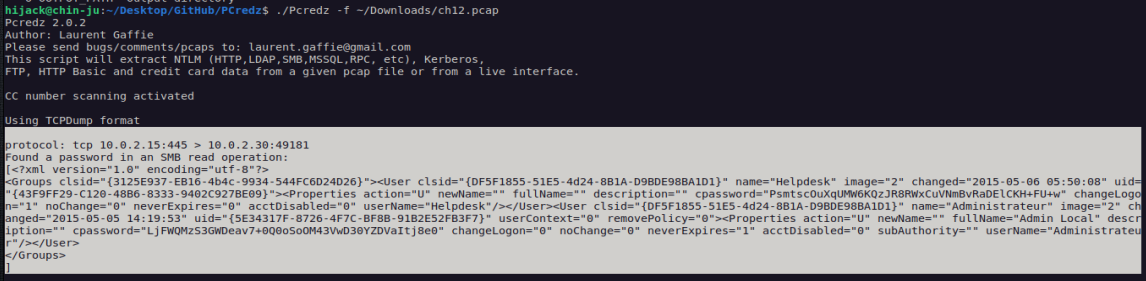 hijack@chin-ju:~/Desktop/GitHub/PCredz$ ./Pcredz -f ~/Downloads/ch12.pcap
Pcredz 2.0.2
Author: Laurent Gaffie
Please send bugs/comments/pcaps to: laurent.gaffie@gmail.com
This script will extract NTLM (HTTP,LDAP,SMB,MSSQL,RPC, etc), Kerberos,
FTP, HTTP Basic and credit card data from a given pcap file or from a live interface.
CC number scanning activated
Using TCPDump format
protocol: tcp 10.0.2.15:445 > 10.0.2.30:49181
Found a password in an SMB read operation:
[<?xml version="1.0" encoding="utf-8"?>
<Groups clsid="{3125E937-EB16-4b4c-9934-544FC6D24D26}"><User clsid="{DF5F1855-51E5-4d24-8B1A-D9BDE98BA1D1}" name="Helpdesk" image="2" changed="2015-05-06 05:50:08" uid=
"{43F9FF29-C120-48B6-8333-9402C927BE09}"><Properties action="U" newName="" fullName="" description="" cpassword="PsmtscOuXqUMW6KQzJR8RWxCuVNmBvRaDElCKH+FU+w" changeLogo
n="1" noChange="0" neverExpires="0" acctDisabled="0" userName="Helpdesk"/></User><User clsid="{DF5F1855-51E5-4d24-8B1A-D9BDE98BA1D1}" name="Administrateur" image="2" ch
anged="2015-05-05 14:19:53" uid="{5E34317F-8726-4F7C-BF8B-91B2E52FB3F7}" userContext="0" removePolicy="0"><Properties action="U" newName="" fullName="Admin Local" descr
iption="" cpassword="LjFWQMzS3GWDeav7+0Q0oSoOM43VwD30YZDVaItj8e0" changeLogon="0" noChange="0" neverExpires="1" acctDisabled="0" subAuthority="" userName="Administrateu
r"/></User>
</Groups>
]